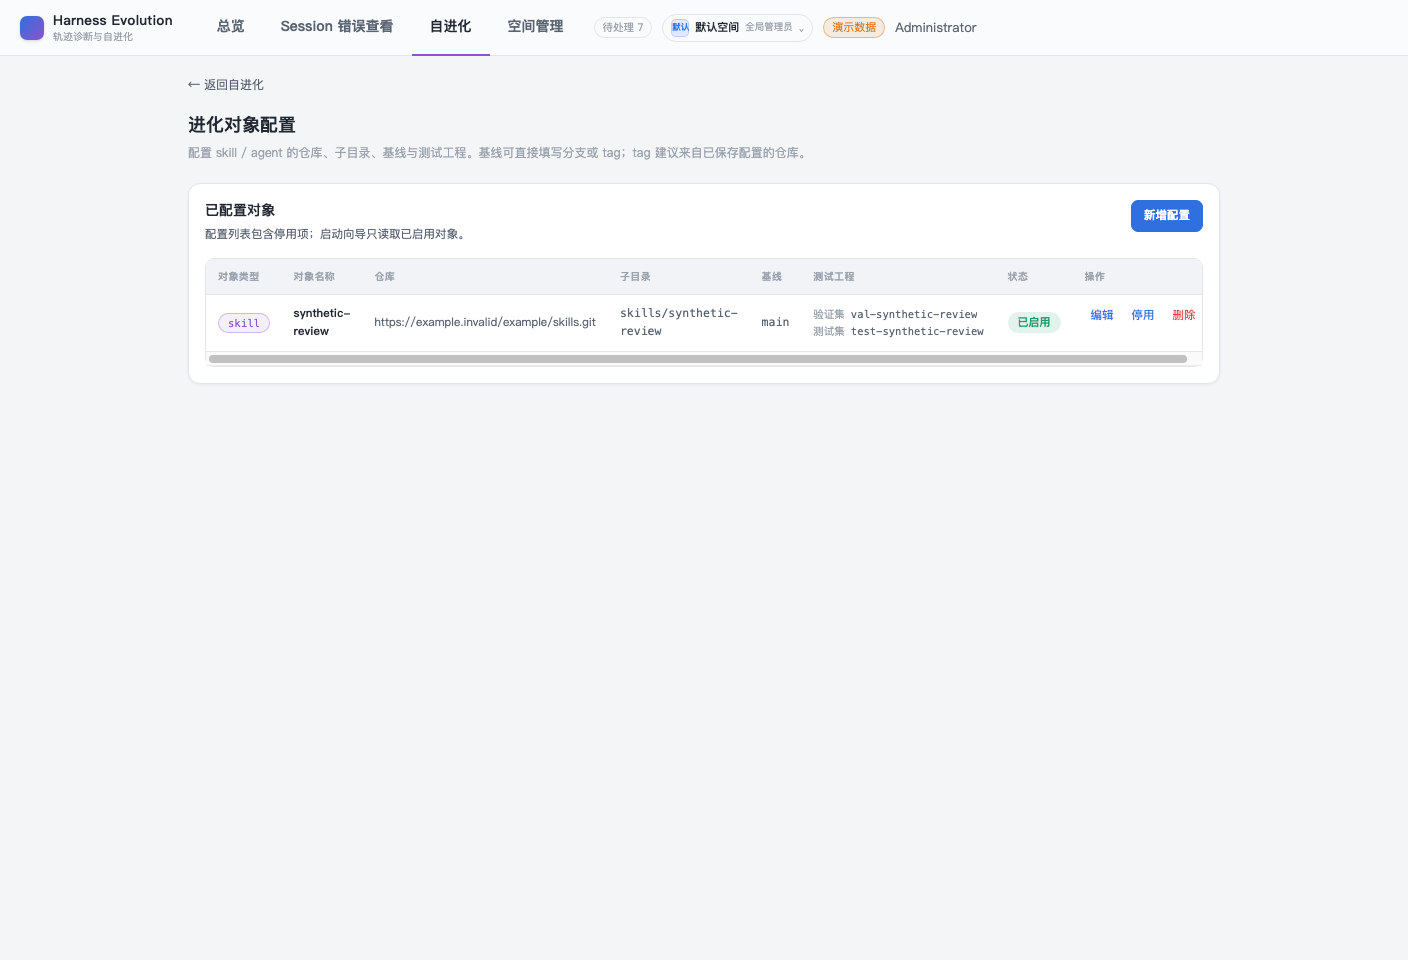 Harness Evolution
轨迹诊断与自进化
总览
Session 错误查看
自进化
空间管理
待处理 7
默认 默认空间 全局管理员
演示数据
Administrator
← 返回自进化
进化对象配置
配置 skill / agent 的仓库、子目录、基线与测试工程。基线可直接填写分支或 tag；tag 建议来自已保存配置的仓库。
已配置对象
配置列表包含停用项；启动向导只读取已启用对象。
新增配置
对象类型 对象名称 仓库 子目录 基线 测试工程 状态 操作
skill
synthetic-
review
https://example.invalid/example/skills.git
skills/synthetic-
review
main
验证集 val-synthetic-review
测试集 test-synthetic-review
已启用
编辑 停用 删除